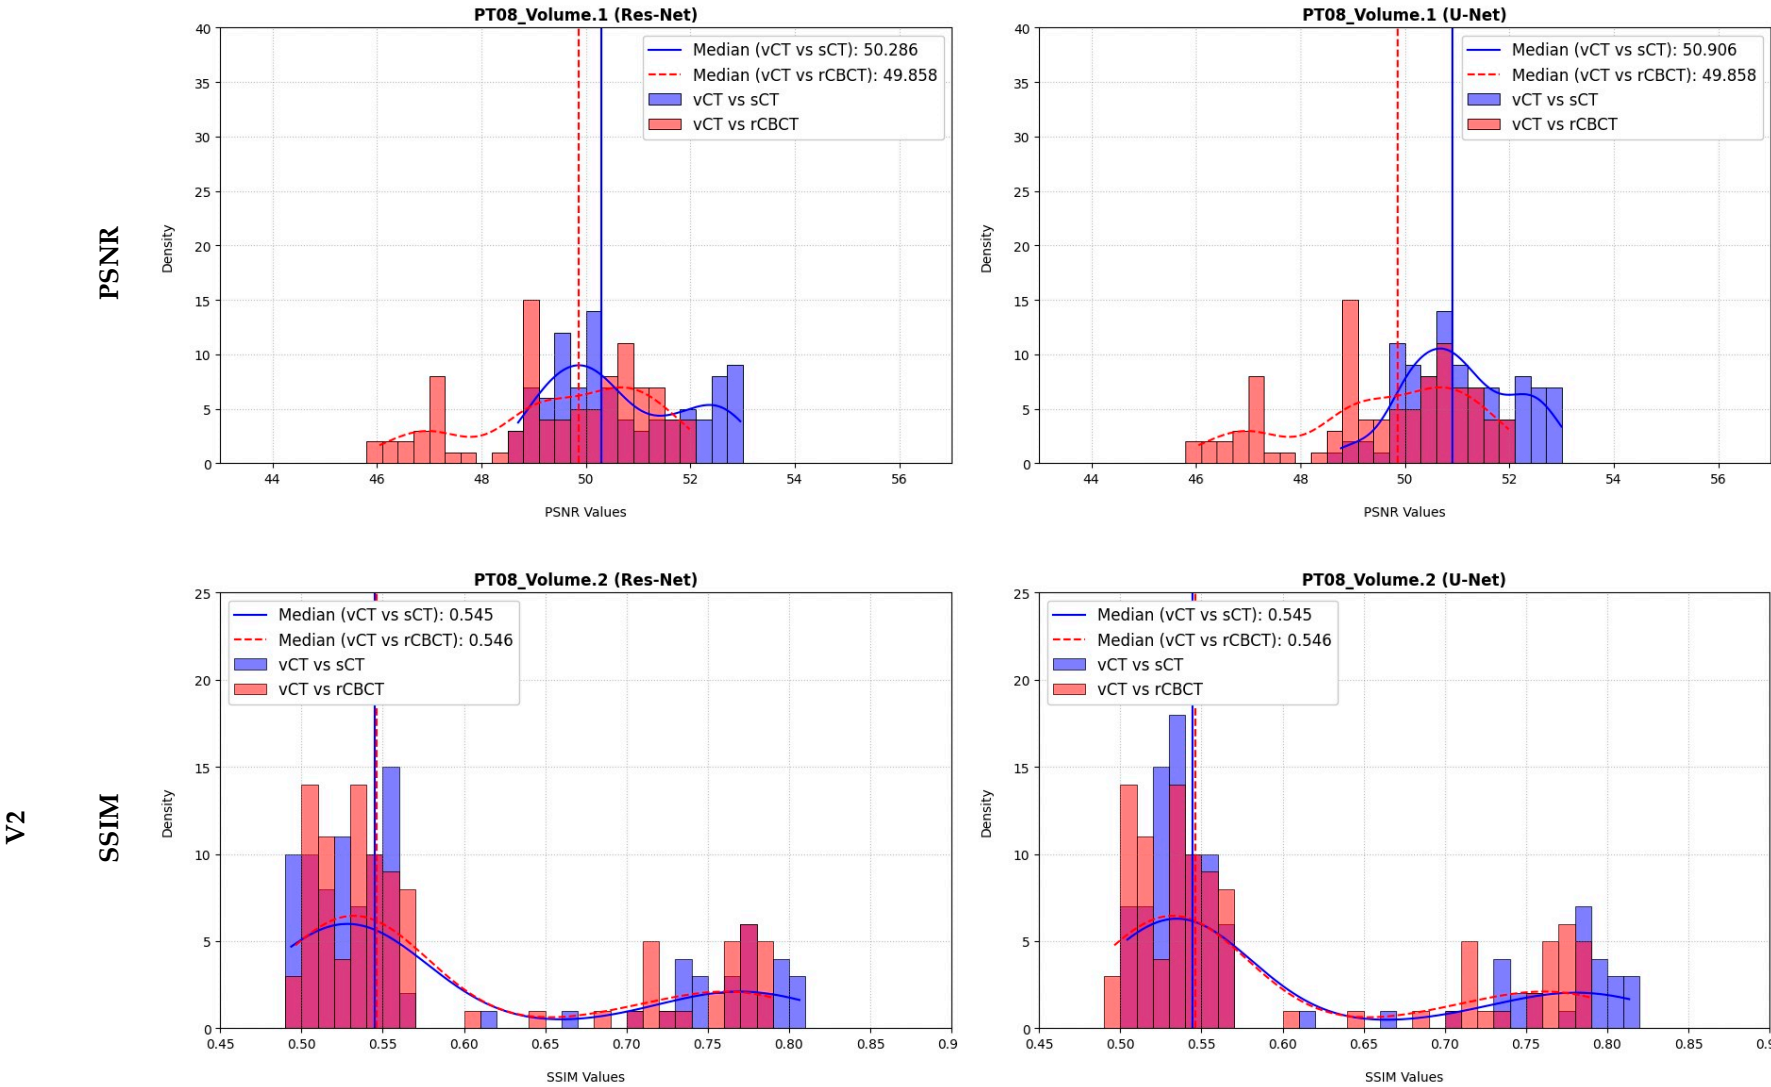 PT08_Volume.1 (Res-Net)
40
35
30
25
20
15
10
5
0
Density
Median (vCT vs sCT): 50.286
Median (vCT vs rCBCT): 49.858
vCT vs sCT
vCT vs rCBCT
44 46 48 50 52 54 56
PSNR Values
PT08_Volume.1 (U-Net)
40
35
30
25
20
15
10
5
0
Density
Median (vCT vs sCT): 50.906
Median (vCT vs rCBCT): 49.858
vCT vs sCT
vCT vs rCBCT
44 46 48 50 52 54 56
PSNR Values
PSNR
V2
SSIM
PT08_Volume.2 (Res-Net)
25
20
15
10
5
0
Density
Median (vCT vs sCT): 0.545
Median (vCT vs rCBCT): 0.546
vCT vs sCT
vCT vs rCBCT
0.45 0.50 0.55 0.60 0.65 0.70 0.75 0.80 0.85 0.9
SSIM Values
PT08_Volume.2 (U-Net)
25
20
15
10
5
0
Density
Median (vCT vs sCT): 0.545
Median (vCT vs rCBCT): 0.546
vCT vs sCT
vCT vs rCBCT
0.45 0.50 0.55 0.60 0.65 0.70 0.75 0.80 0.85
SSIM Values